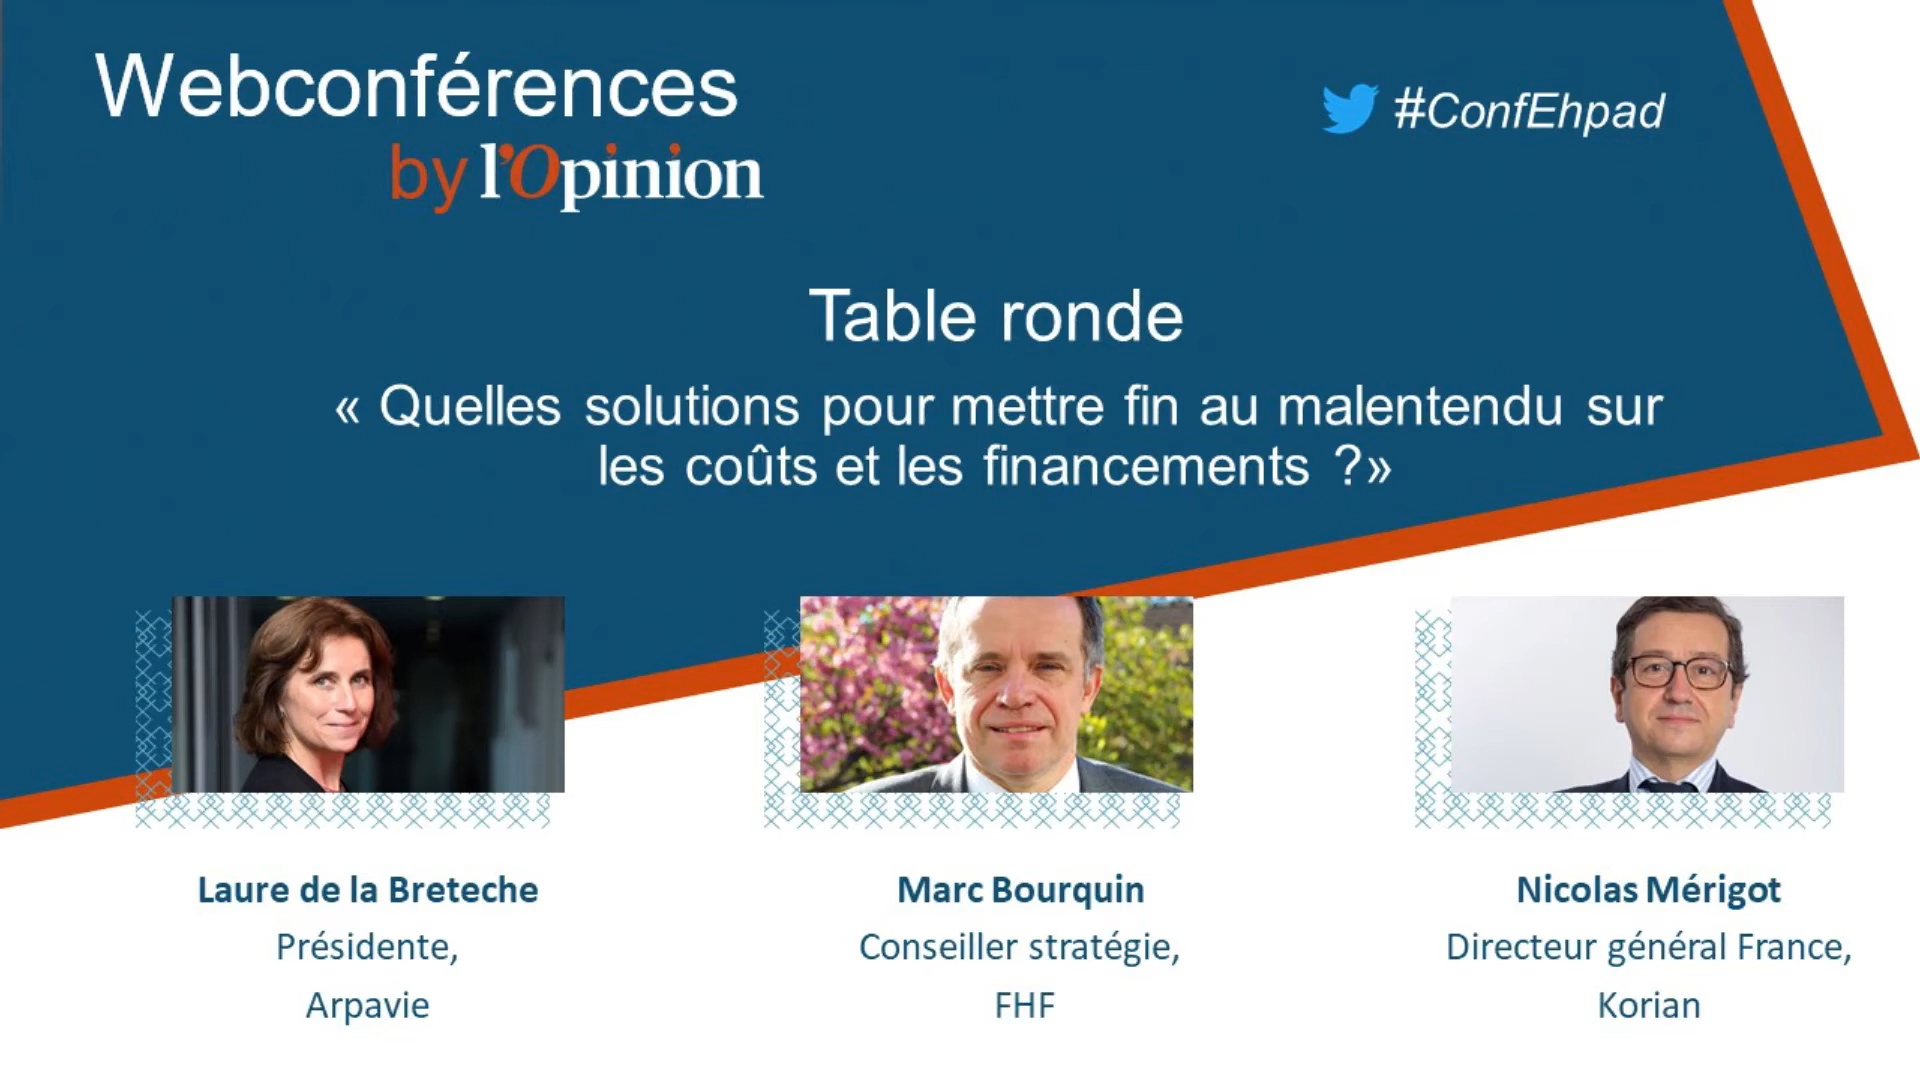 Webconférences
by l'Opinion
#ConfEhpad
Table ronde
« Quelles solutions pour mettre fin au malentendu sur
les coûts et les financements ?»
Laure de la Breteche
Présidente,
Arpavie
Marc Bourquin
Conseiller stratégie,
FHF
Nicolas Mérigot
Directeur général France,
Korian